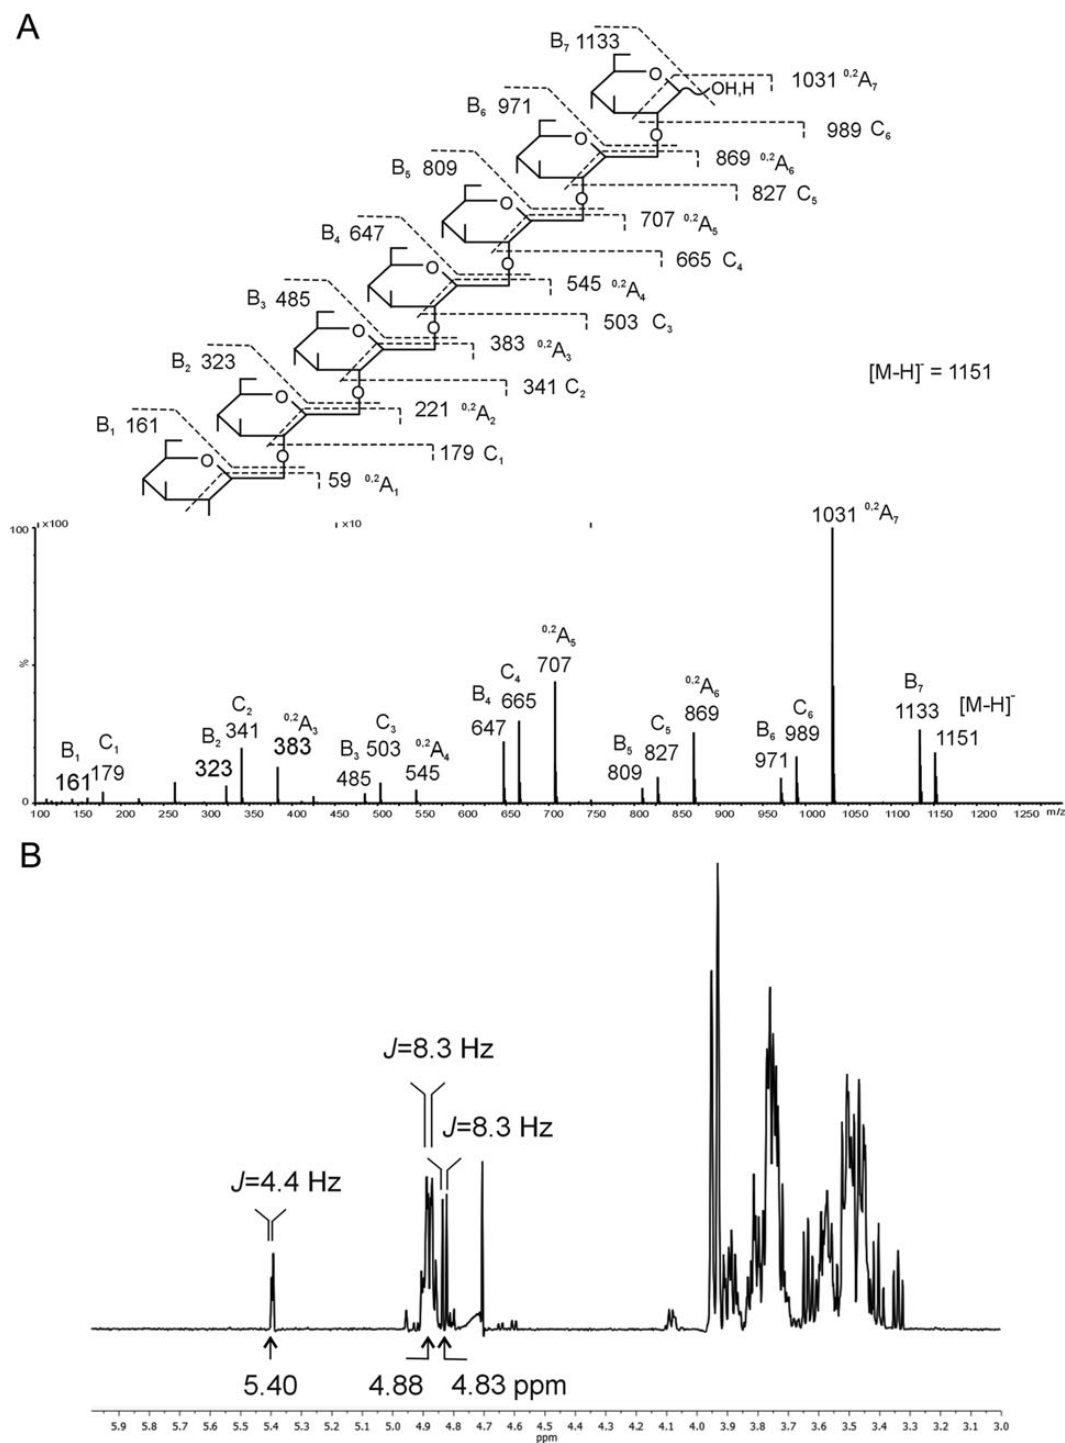 A
B₇ 1133
O
OH,H
1031 ⁰,²A₇
B₆ 971
O
989 C₆
O
869 ⁰,²A₆
B₅ 809
O
827 C₅
O
707 ⁰,²A₅
B₄ 647
O
665 C₄
O
545 ⁰,²A₄
B₃ 485
O
503 C₃
O
383 ⁰,²A₃
[M-H]⁻ = 1151
B₂ 323
O
341 C₂
O
221 ⁰,²A₂
B₁ 161
O
179 C₁
O
59 ⁰,²A₁
100
x100
x10
1031 ⁰,²A₇
%
⁰,²A₅
707
C₄
665
B₄
647
⁰,²A₆
869
B₇
1133
[M-H]⁻
1151
C₂
341
⁰,²A₃
383
B₂
323
B₁
161
C₁
179
B₃
485
C₃
503
⁰,²A₄
545
B₅
809
C₅
827
B₆
971
C₆
989
0
100 150 200 250 300 350 400 450 500 550 600 650 700 750 800 850 900 950 1000 1050 1100 1150 1200 1250 m/z
B
J=8.3 Hz
J=8.3 Hz
J=4.4 Hz
5.40 4.88 4.83 ppm
5.9 5.8 5.7 5.6 5.5 5.4 5.3 5.2 5.1 5.0 4.9 4.8 4.7 4.6 4.5 4.4 4.3 4.2 4.1 4.0 3.9 3.8 3.7 3.6 3.5 3.4 3.3 3.2 3.1 3.0
ppm